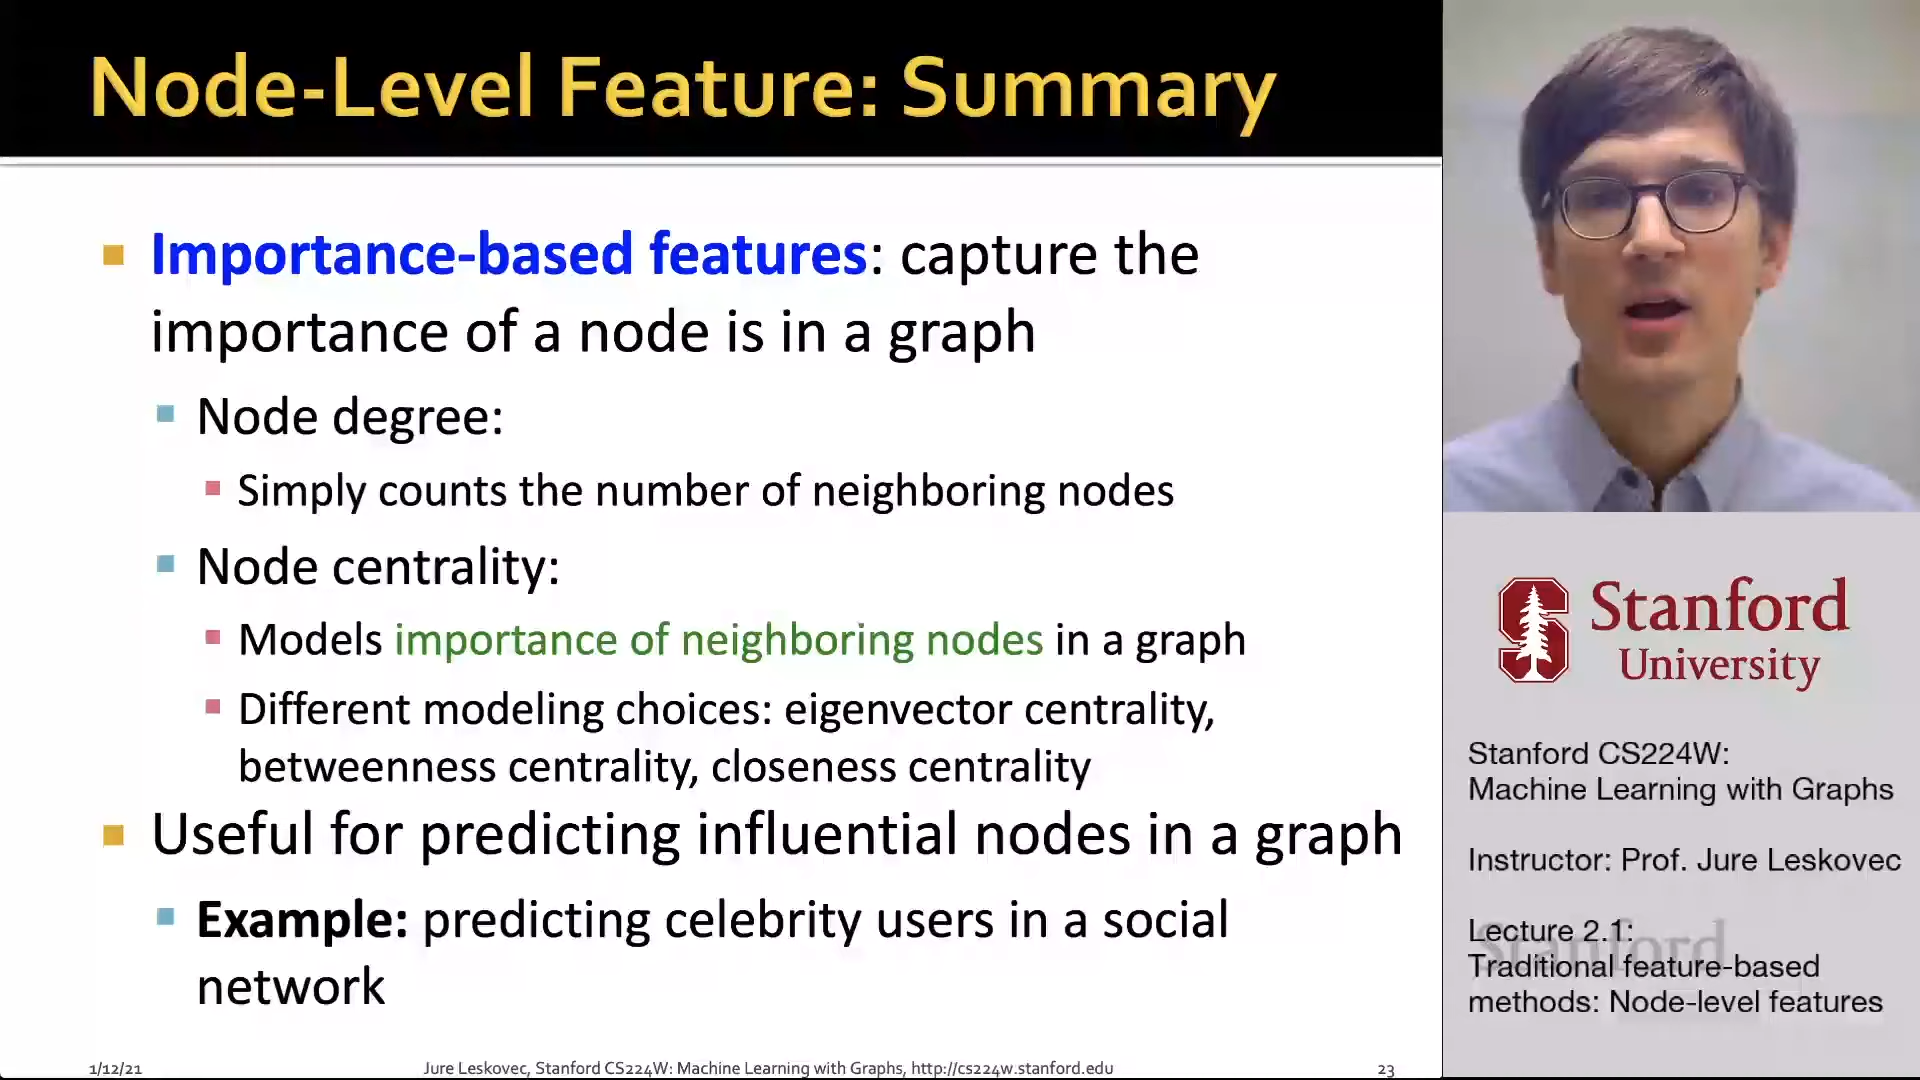 Node-Level Feature: Summary
Importance-based features: capture the
importance of a node is in a graph
Node degree:
Simply counts the number of neighboring nodes
Node centrality:
Models importance of neighboring nodes in a graph
Different modeling choices: eigenvector centrality,
betweenness centrality, closeness centrality
Useful for predicting influential nodes in a graph
Example: predicting celebrity users in a social
network
1/12/21
Jure Leskovec, Stanford CS224W: Machine Learning with Graphs, http://cs224w.stanford.edu
23
Stanford
University
Stanford CS224W:
Machine Learning with Graphs
Instructor: Prof. Jure Leskovec
Lecture 2.1:
Stanford
Traditional feature-based
methods: Node-level features